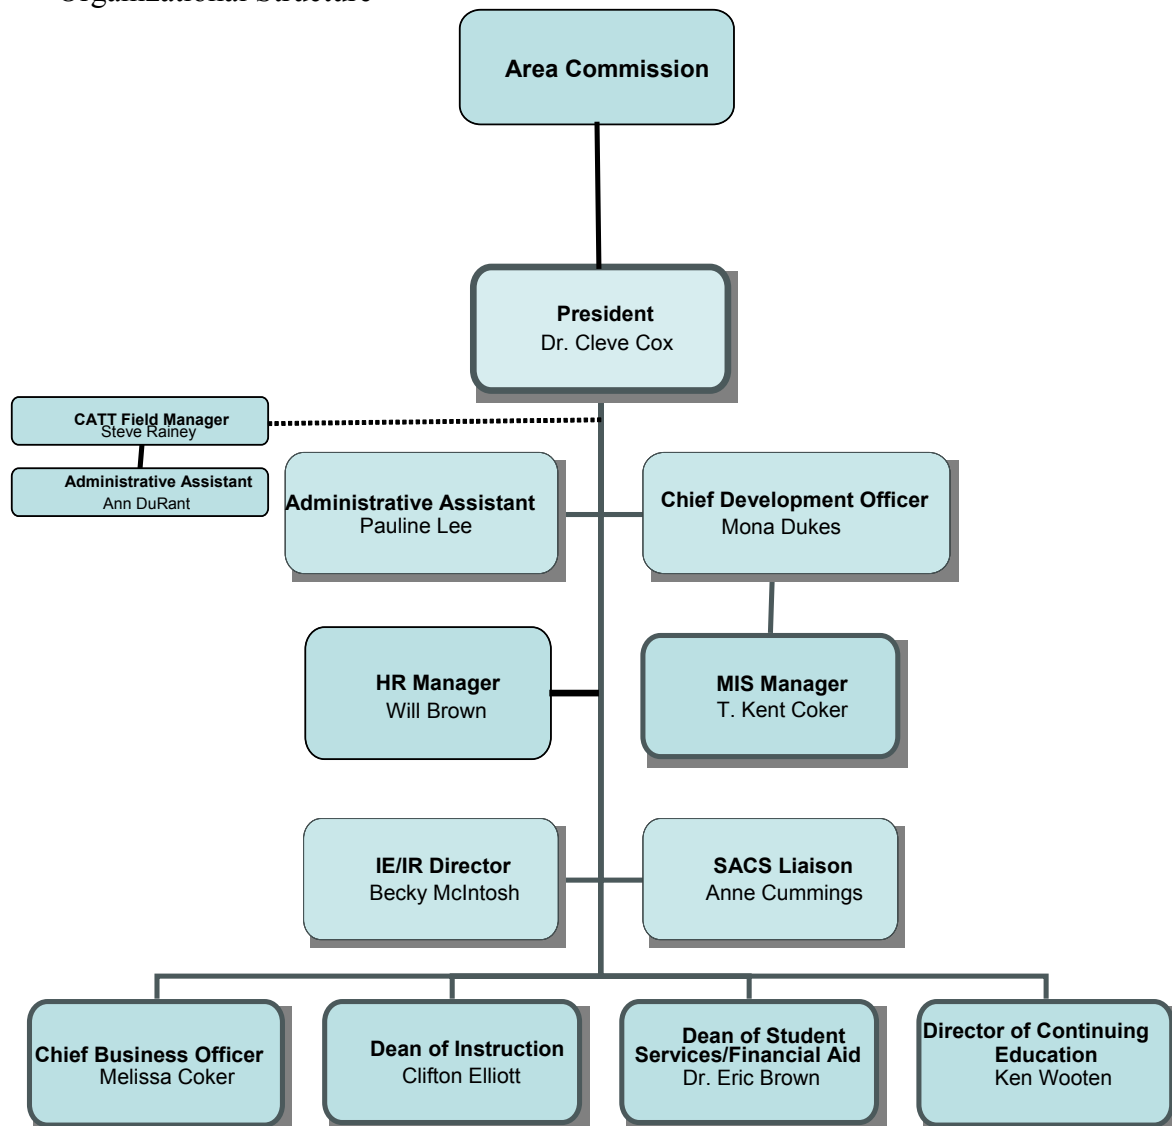 Organizational Structure
Area Commission
President
Dr. Cleve Cox
CATT Field Manager
Steve Rainey
Administrative Assistant
Ann DuRant
Administrative Assistant
Pauline Lee
Chief Development Officer
Mona Dukes
HR Manager
Will Brown
MIS Manager
T. Kent Coker
IE/IR Director
Becky McIntosh
SACS Liaison
Anne Cummings
Chief Business Officer
Melissa Coker
Dean of Instruction
Clifton Elliott
Dean of Student
Services/Financial Aid
Dr. Eric Brown
Director of Continuing
Education
Ken Wooten